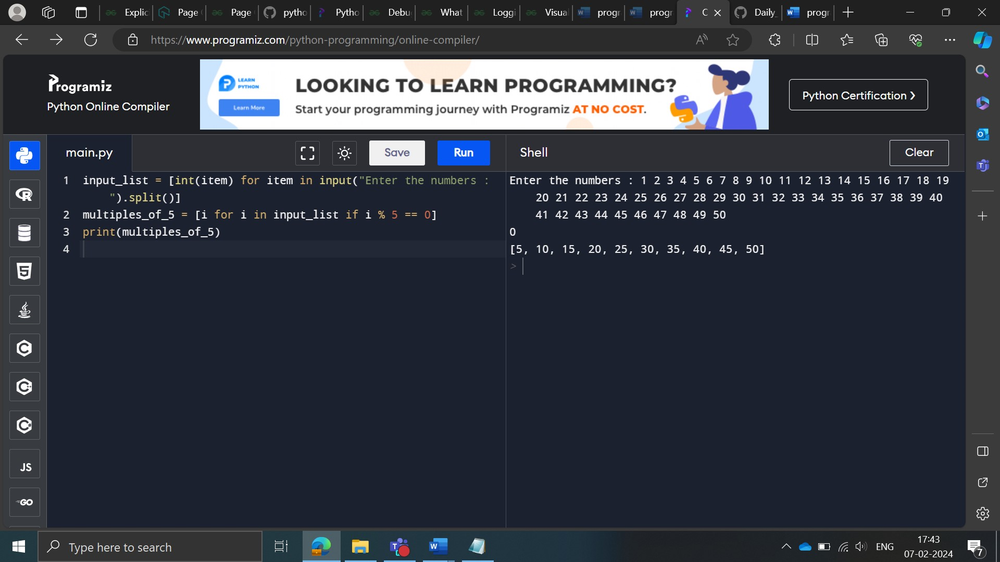 Explic
Page
Page
pytho
Pytho
Debu
What
Loggi
Visual
progr
progr
C
Daily_
progr
https://www.programiz.com/python-programming/online-compiler/
Programiz
Python Online Compiler
LEARN
PYTHON
Learn More
LOOKING TO LEARN PROGRAMMING?
Start your programming journey with Programiz AT NO COST.
Python Certification ❯
main.py
Save
Run
Shell
Clear
1 input_list = [int(item) for item in input("Enter the numbers :
").split()]
2 multiples_of_5 = [i for i in input_list if i % 5 == 0]
3 print(multiples_of_5)
4
Enter the numbers : 1 2 3 4 5 6 7 8 9 10 11 12 13 14 15 16 17 18 19
20 21 22 23 24 25 26 27 28 29 30 31 32 33 34 35 36 37 38 39 40
41 42 43 44 45 46 47 48 49 50
0
[5, 10, 15, 20, 25, 30, 35, 40, 45, 50]
>
JS
GO
Type here to search
ENG
17:43
07-02-2024
7